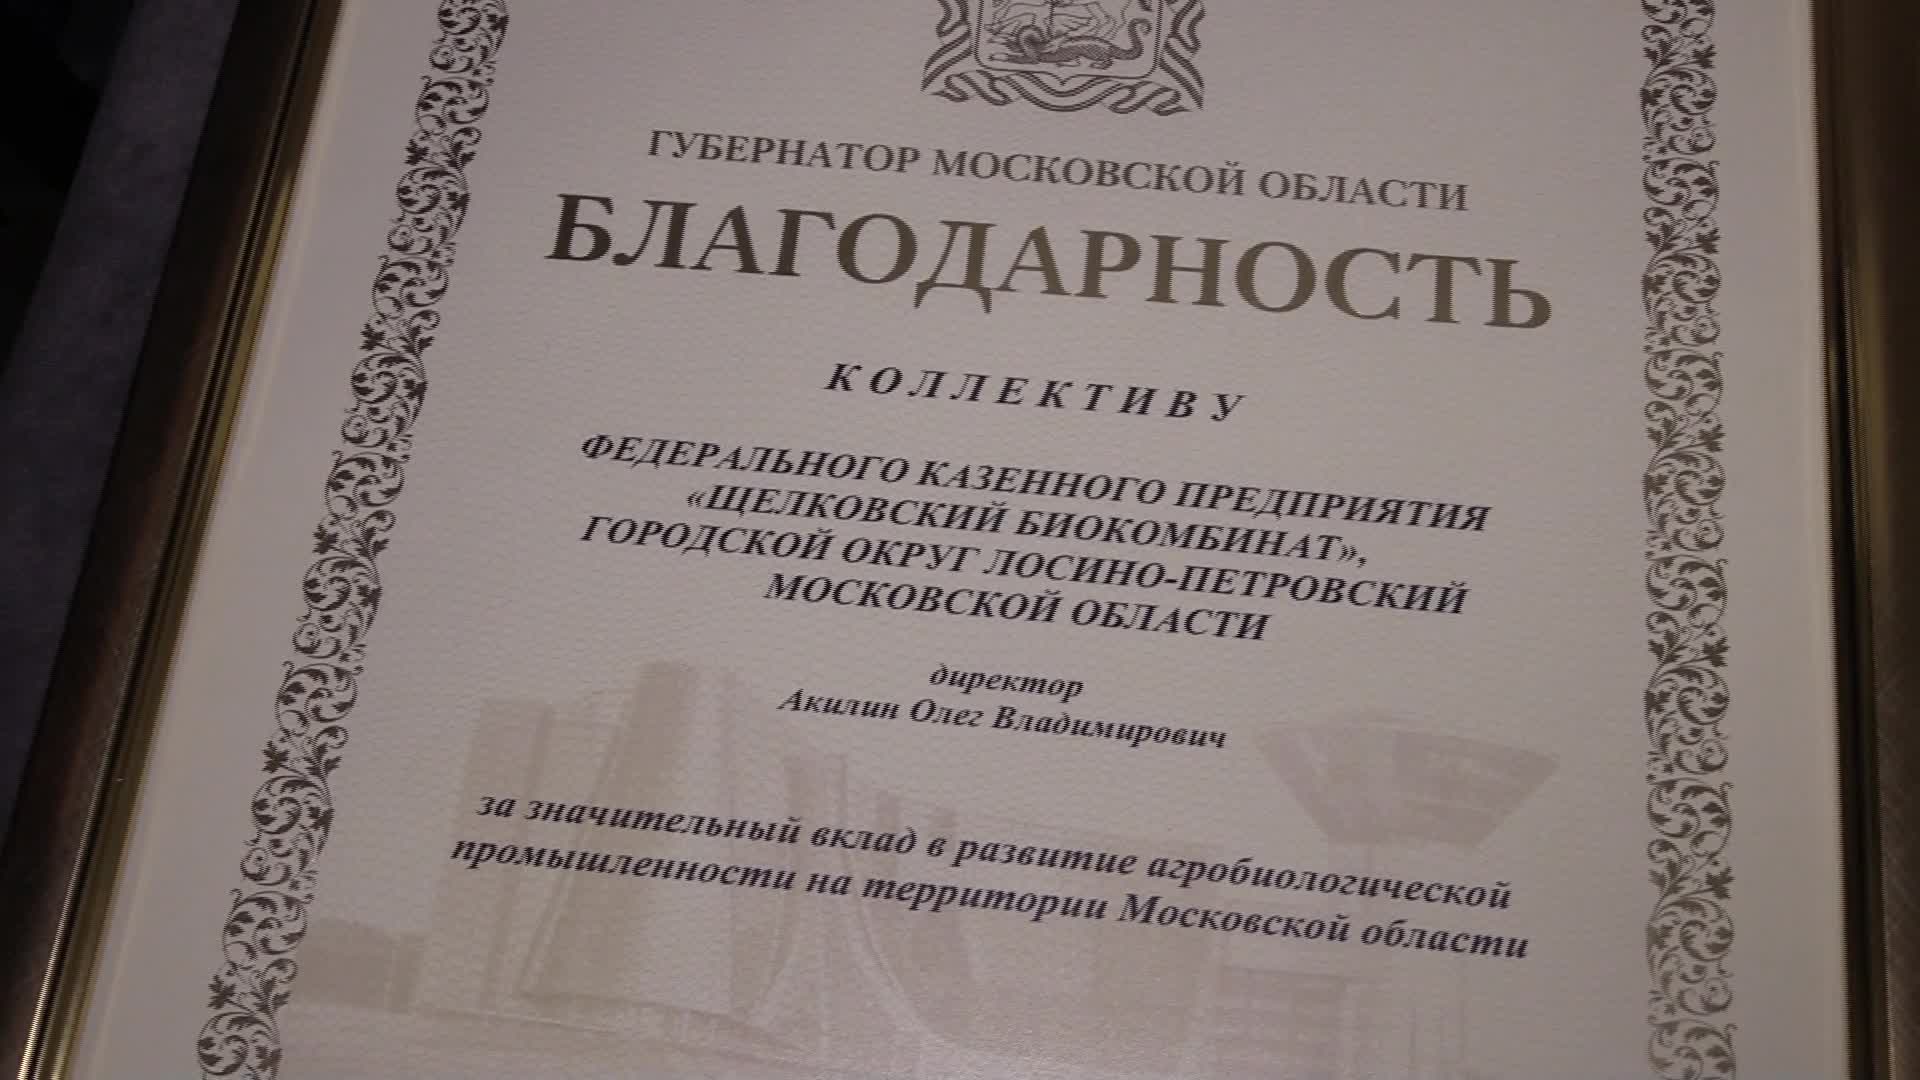 ГУБЕРНАТОР МОСКОВСКОЙ ОБЛАСТИ
БЛАГОДАРНОСТЬ
КОЛЛЕКТИВУ
ФЕДЕРАЛЬНОГО КАЗЕННОГО ПРЕДПРИЯТИЯ
«ЩЕЛКОВСКИЙ БИОКОМБИНАТ»,
ГОРОДСКОЙ ОКРУГ ЛОСИНО-ПЕТРОВСКИЙ
МОСКОВСКОЙ ОБЛАСТИ
директор
Акилин Олег Владимирович
за значительный вклад в развитие агробиологической
промышленности на территории Московской области